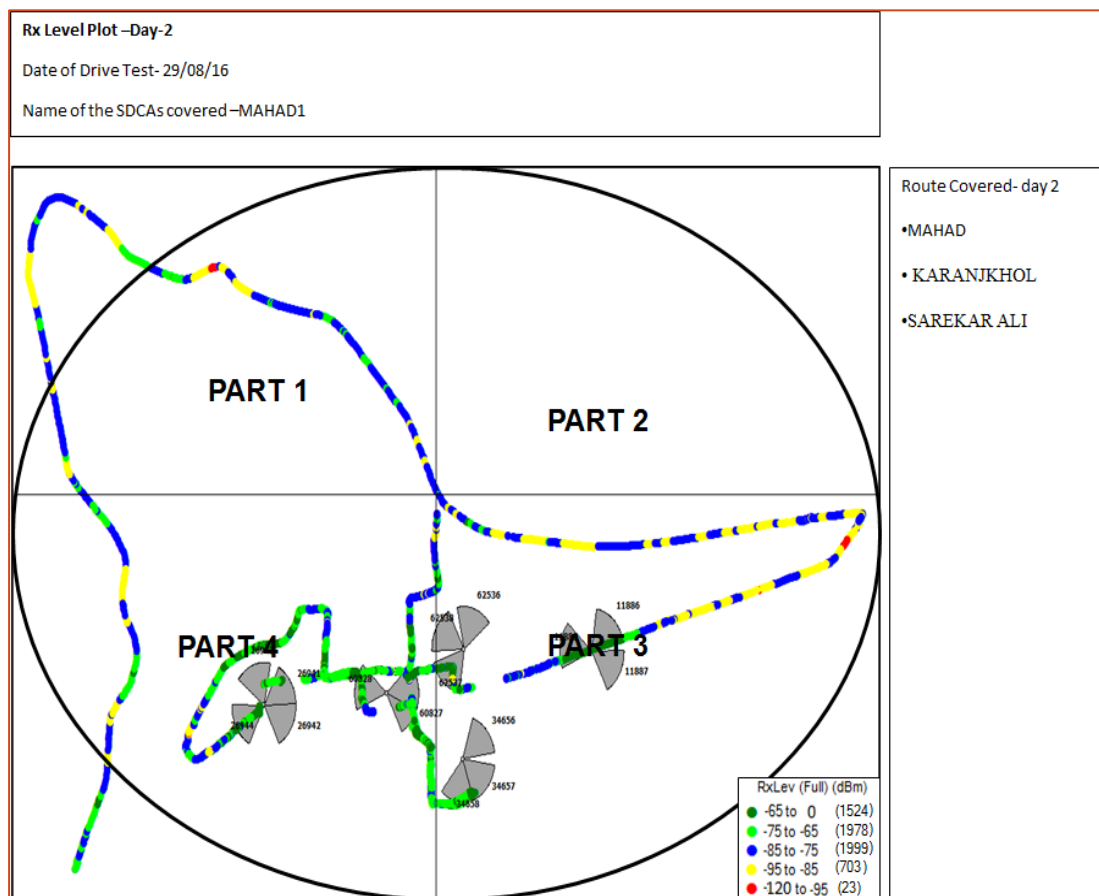 Rx Level Plot –Day-2
Date of Drive Test- 29/08/16
Name of the SDCAs covered –MAHAD1
Route Covered- day 2
•MAHAD
• KARANJKHOL
•SAREKAR ALI
PART 1
PART 2
62536
62538
11886
PART 4
PART 3
26941
60828
62537
11887
60827
26944
26942
34656
34657
34658
RxLev (Full) (dBm)
-65 to 0 (1524)
-75 to -65 (1978)
-85 to -75 (1999)
-95 to -85 (703)
-120 to -95 (23)